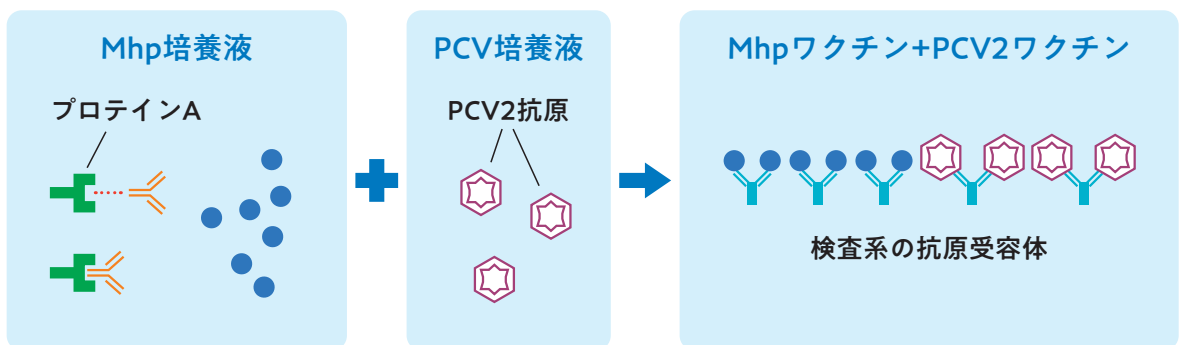 Mhp培養液
プロテインA
PCV培養液
PCV2抗原
Mhpワクチン+PCV2ワクチン
検査系の抗原受容体